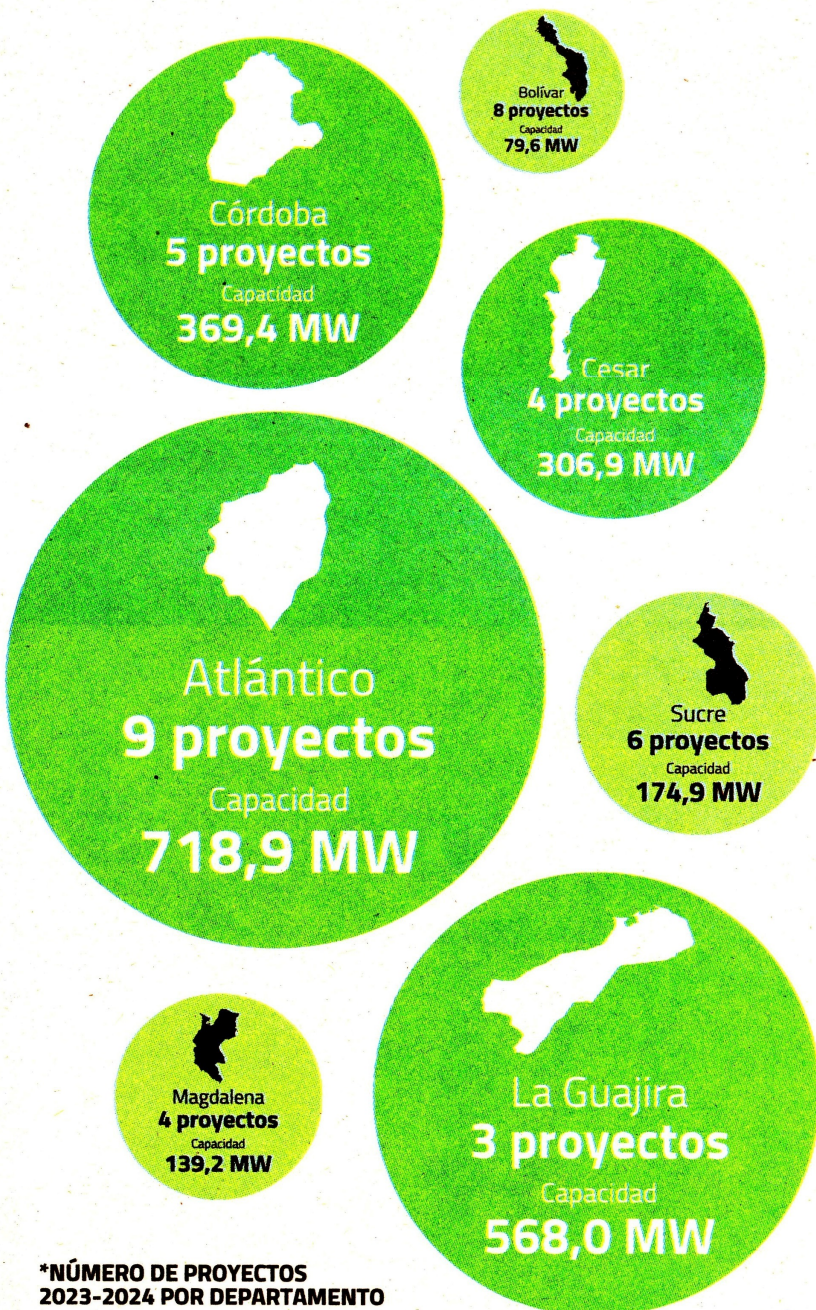 Bolívar
8 proyectos
Capacidad
79,6 MW
Córdoba
5 proyectos
Capacidad
369,4 MW
Cesar
4 proyectos
Capacidad
306,9 MW
Atlántico
9 proyectos
Capacidad
718,9 MW
Sucre
6 proyectos
Capacidad
174,9 MW
Magdalena
4 proyectos
Capacidad
139,2 MW
La Guajira
3 proyectos
Capacidad
568,0 MW
*NÚMERO DE PROYECTOS
2023-2024 POR DEPARTAMENTO